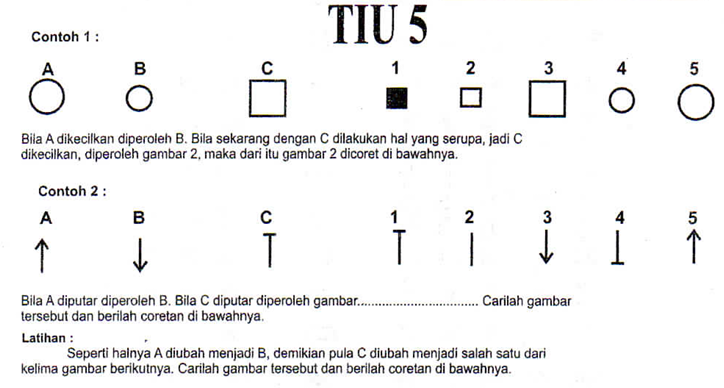 TIU 5
Contoh 1 :
A B C 1 2 3 4 5
Bila A dikecilkan diperoleh B. Bila sekarang dengan C dilakukan hal yang serupa, jadi C
dikecilkan, diperoleh gambar 2, maka dari itu gambar 2 dicoret di bawahnya.
Contoh 2 :
A B C 1 2 3 4 5
Bila A diputar diperoleh B. Bila C diputar diperoleh gambar.................................. Carilah gambar
tersebut dan berilah coretan di bawahnya.
Latihan :
Seperti halnya A diubah menjadi B, demikian pula C diubah menjadi salah satu dari
kelima gambar berikutnya. Carilah gambar tersebut dan berilah coretan di bawahnya.